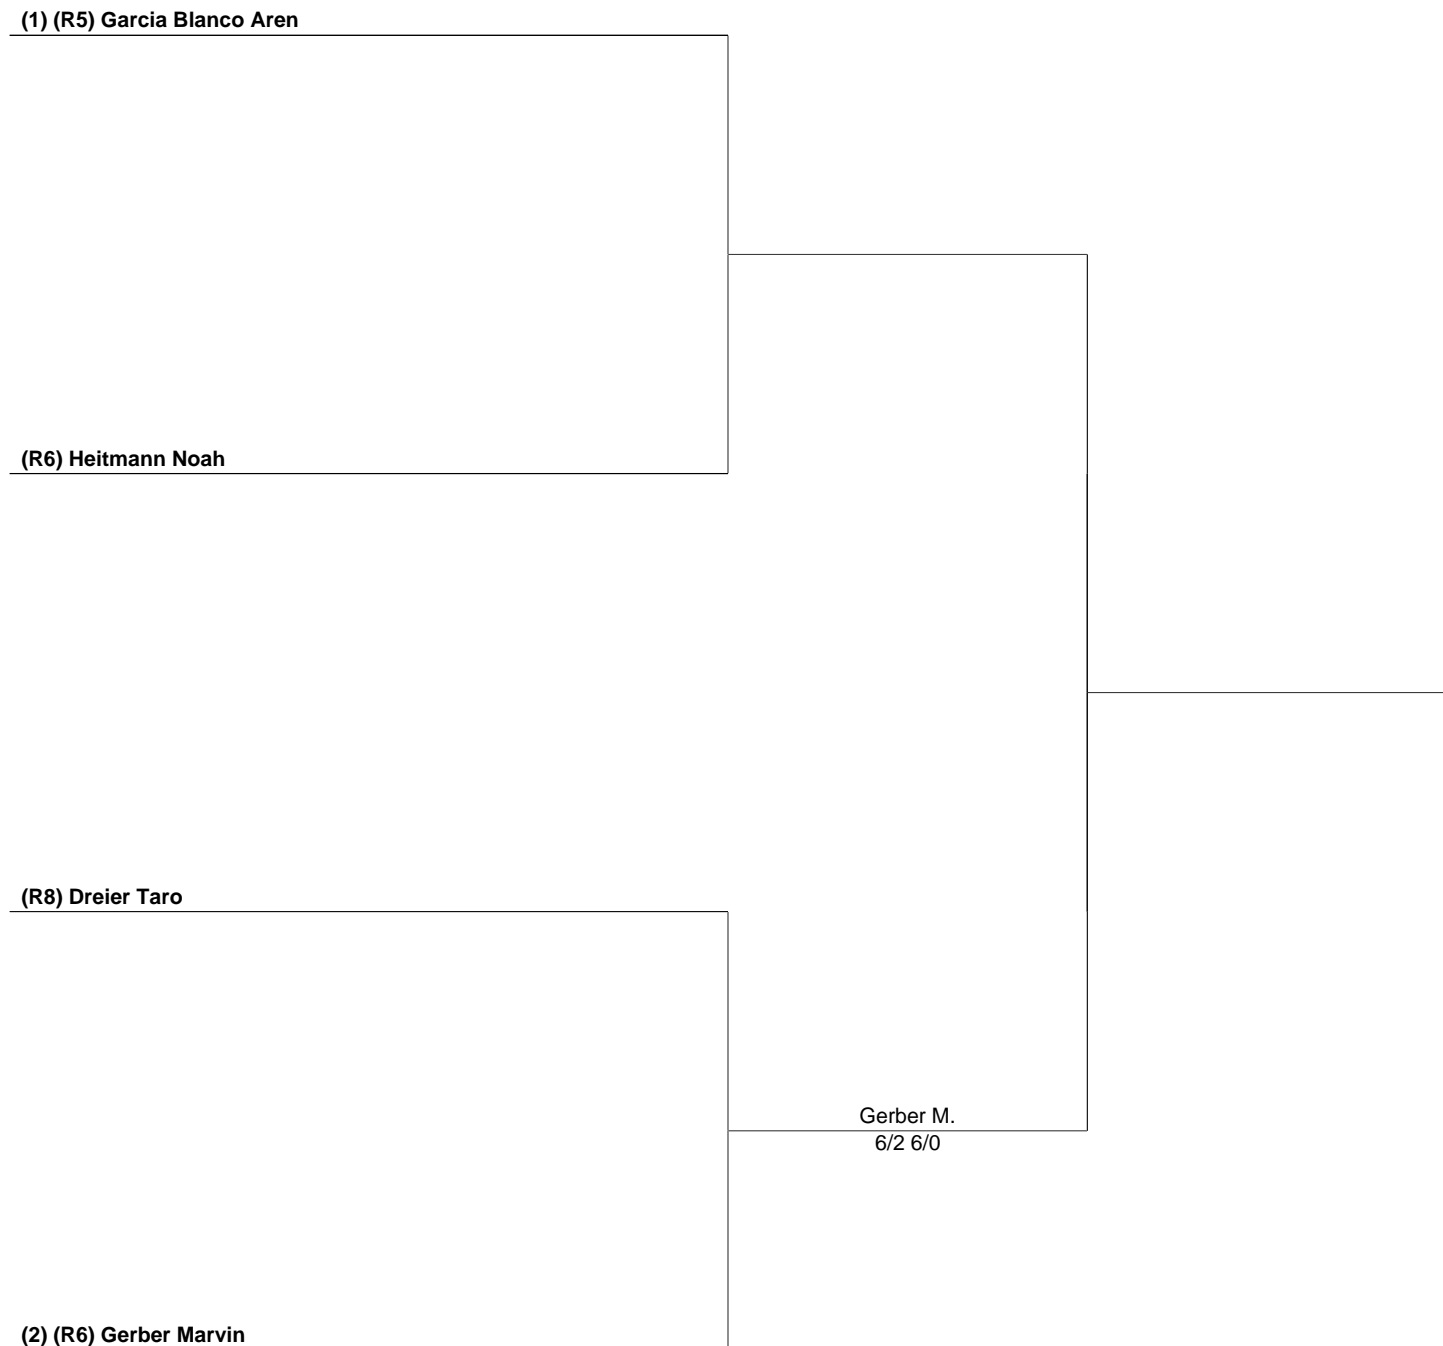 (1) (R5) Garcia Blanco Aren
(R6) Heitmann Noah
(R8) Dreier Taro
Gerber M.
6/2 6/0
(2) (R6) Gerber Marvin